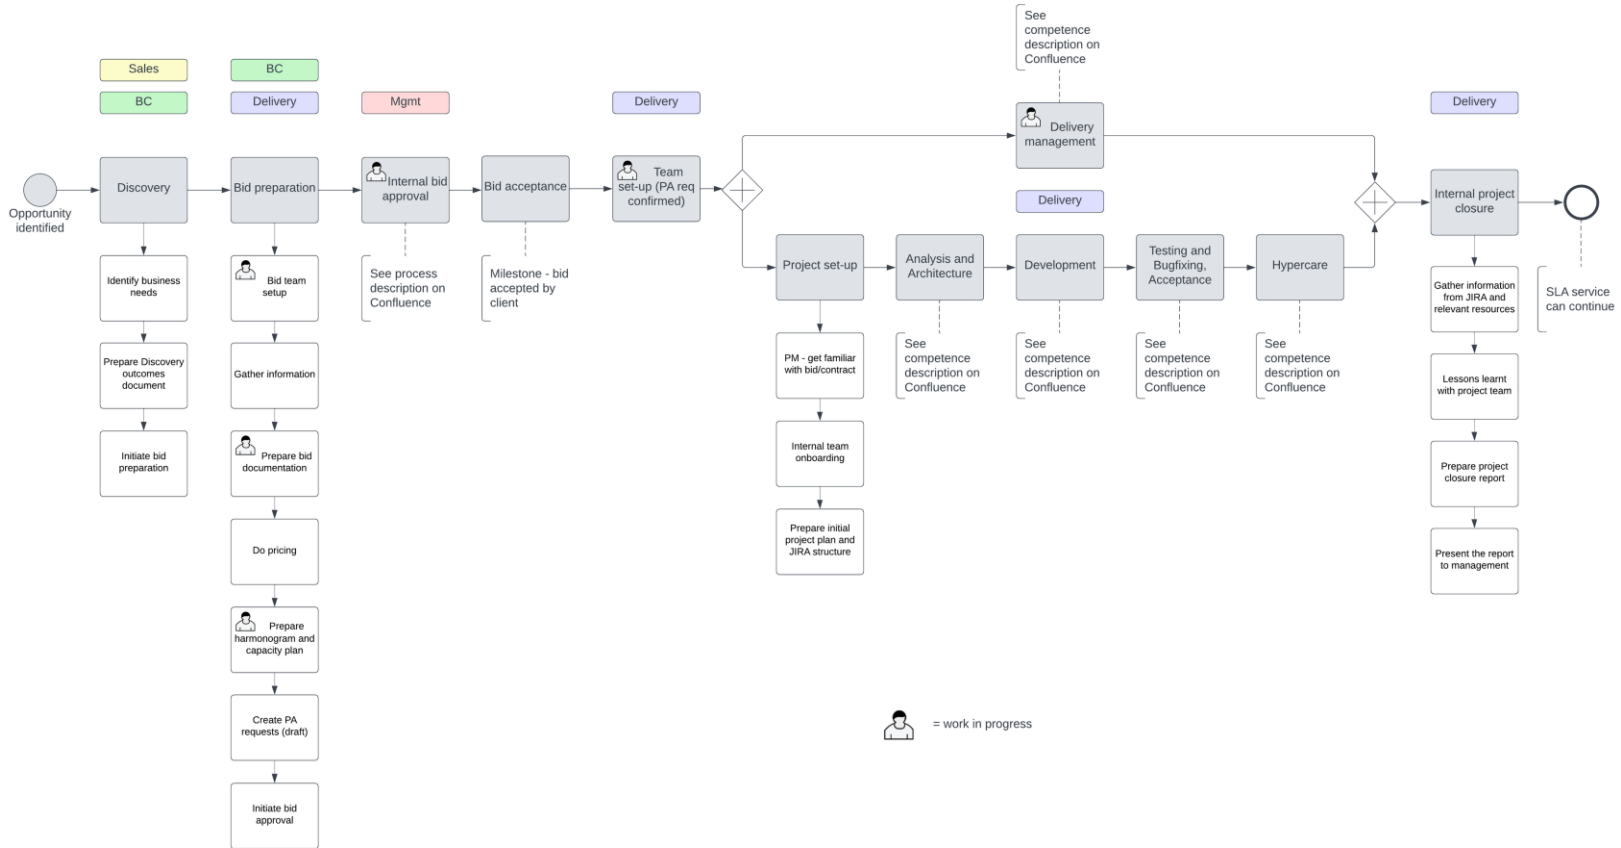 See
competence
description on
Confluence
Sales
BC
BC
Delivery
Mgmt
Delivery
Delivery
Delivery
management
Opportunity
identified
Discovery
Bid preparation
Internal bid
approval
Bid acceptance
Team
set-up (PA req
confirmed)
Delivery
Internal project
closure
Project set-up
Analysis and
Architecture
Development
Testing and
Bugfixing,
Acceptance
Hypercare
Identify business
needs
Prepare Discovery
outcomes
document
Initiate bid
preparation
Bid team
setup
Gather information
Prepare bid
documentation
Do pricing
Prepare
harmonogram and
capacity plan
Create PA
requests (draft)
Initiate bid
approval
See process
description on
Confluence
Milestone - bid
accepted by
client
PM - get familiar
with bid/contract
Internal team
onboarding
Prepare initial
project plan and
JIRA structure
See
competence
description on
Confluence
See
competence
description on
Confluence
See
competence
description on
Confluence
See
competence
description on
Confluence
Gather information
from JIRA and
relevant resources
Lessons learnt
with project team
Prepare project
closure report
Present the report
to management
SLA service
can continue
= work in progress